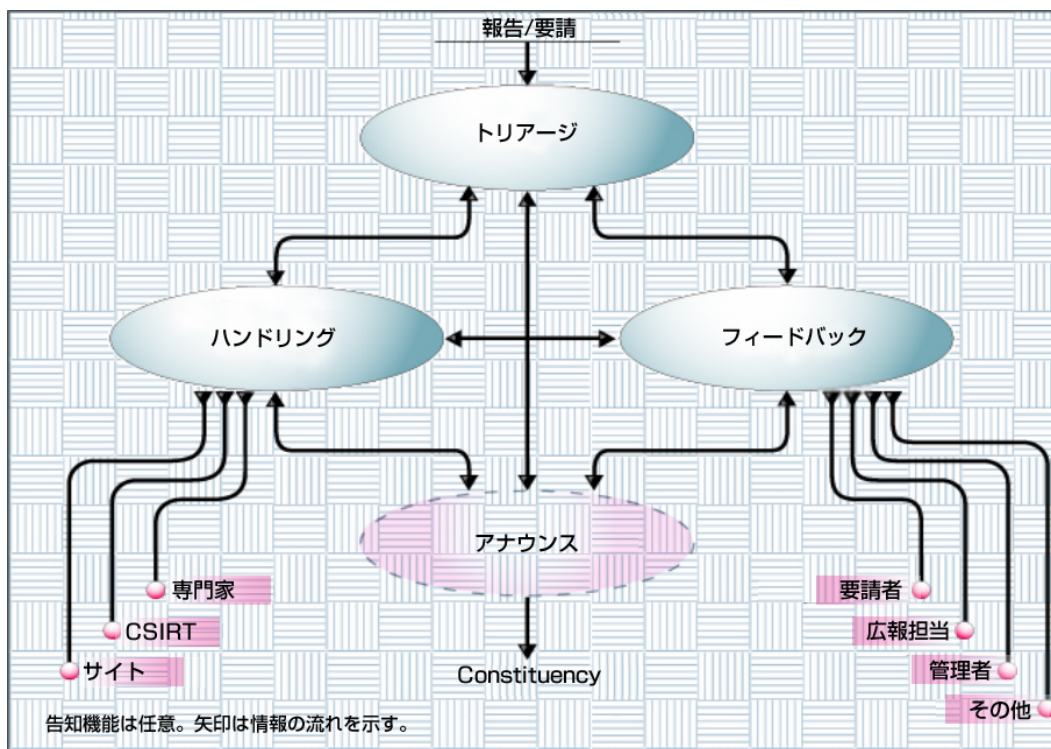 報告/要請
トリアージ
ハンドリング
フィードバック
アナウンス
専門家
CSIRT
サイト
要請者
広報担当
管理者
その他
Constituency
告知機能は任意。矢印は情報の流れを示す。